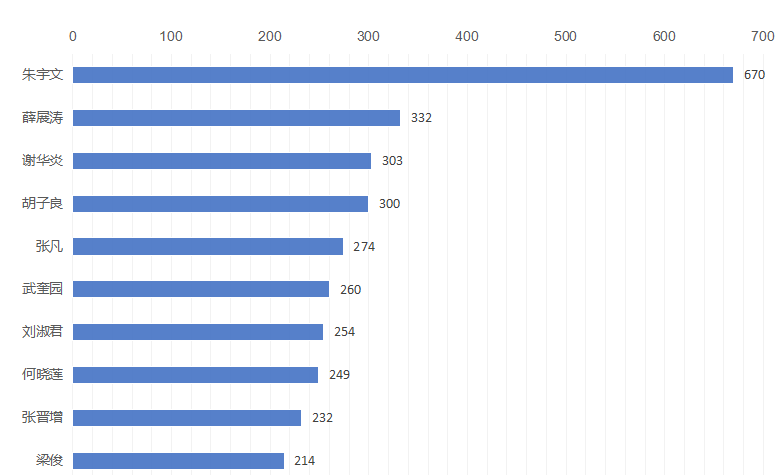 0 100 200 300 400 500 600 700
朱宇文 670
薛展涛 332
谢华炎 303
胡子良 300
张凡 274
武奎园 260
刘淑君 254
何晓莲 249
张晋增 232
梁俊 214